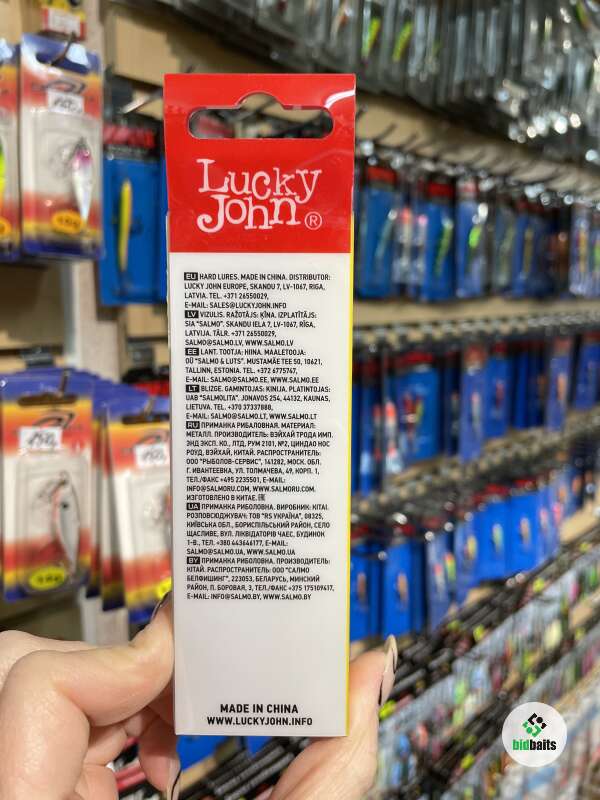 Lucky
John ®
EU HARD LURES. MADE IN CHINA. DISTRIBUTOR:
LUCKY JOHN EUROPE, SKANDU 7, LV-1067, RIGA,
LATVIA. TEL. +371 26550029,
E-MAIL: SALES@LUCKYJOHN.INFO
LV VIZULIS. RAŽOTĀJS: ĶĪNA. IZPLATĪTĀJS:
SIA "SALMO". SKANDU IELA 7, LV-1067, RĪGA,
LATVIJA. TĀLR. +371 26550029,
SALMO@SALMO.LV, WWW.SALMO.LV
EE LANT. TOOTJA: HIINA. MAALETOOJA:
OÜ "SALMO & LUTS". MUSTAMÄE TEE 50, 10621,
TALLINN, ESTONIA. TEL. +372 6775767,
E-MAIL: SALMO@SALMO.EE, WWW.SALMO.EE
LT BLIZGE. GAMINTOJAS: KINIJA. PLATINTOJAS:
UAB "SALMOLITA". JONAVOS 254, 44132, KAUNAS,
LIETUVA. TEL. +370 37337888,
E-MAIL: SALMO@SALMO.LT, WWW.SALMO.LT
RU ПРИМАНКА РЫБАЛОВНАЯ. МАТЕРИАЛ:
МЕТАЛЛ. ПРОИЗВОДИТЕЛЬ: ВЭЙХАЙ ТРОДА ИМП.
ЭНД ЭКСП. КО., ЛТД, РУМ 2101, №2, ЦИНДАО НОС
РОУД, ВЭЙХАЙ, КИТАЙ. РАСПРОСТРАНИТЕЛЬ:
ООО "РЫБОЛОВ-СЕРВИС", 141282, МОСК. ОБЛ.
Г. ИВАНТЕЕВКА, УЛ. ТОЛМАЧЕВА, 49, КОРП. 1,
ТЕЛ./ФАКС +495 2235501, E-MAIL:
INFO@SALMORU.COM, WWW.SALMORU.COM.
ИЗГОТОВЛЕНО В КИТАЕ. EAC
UA ПРИМАНКА РИБОЛОВНА. ВИРОБНИК: КІТАІ.
РОЗПОВСЮДЖУВАЧ: ТОВ "RS УКРАЇНА", 08325,
КИЇВСЬКА ОБЛ., БОРИСПІЛЬСЬКИЙ РАЙОН, СЕЛО
ЩАСЛИВЕ, ВУЛ. ЛІКВІДАТОРІВ ЧАЕС, БУДИНОК
1-В., ТЕЛ. +380 443646177, E-MAIL:
SALMO@SALMO.UA, WWW.SALMO.UA
BY ПРИМАНКА РИБОЛОВНА. ПРОИЗВОДИТЕЛЬ:
КІТАЙ. РАСПРОСТРАНИТЕЛЬ: ООО "САЛМО
БЕЛФИШИНГ", 223053, БЕЛАРУСЬ, МИНСКИЙ
РАЙОН, П. БОРОВАЯ, 3, ТЕЛ./ФАКС +375 175109417,
E-MAIL: INFO@SALMO.BY, WWW.SALMO.BY
MADE IN CHINA
WWW.LUCKYJOHN.INFO
bidbaits